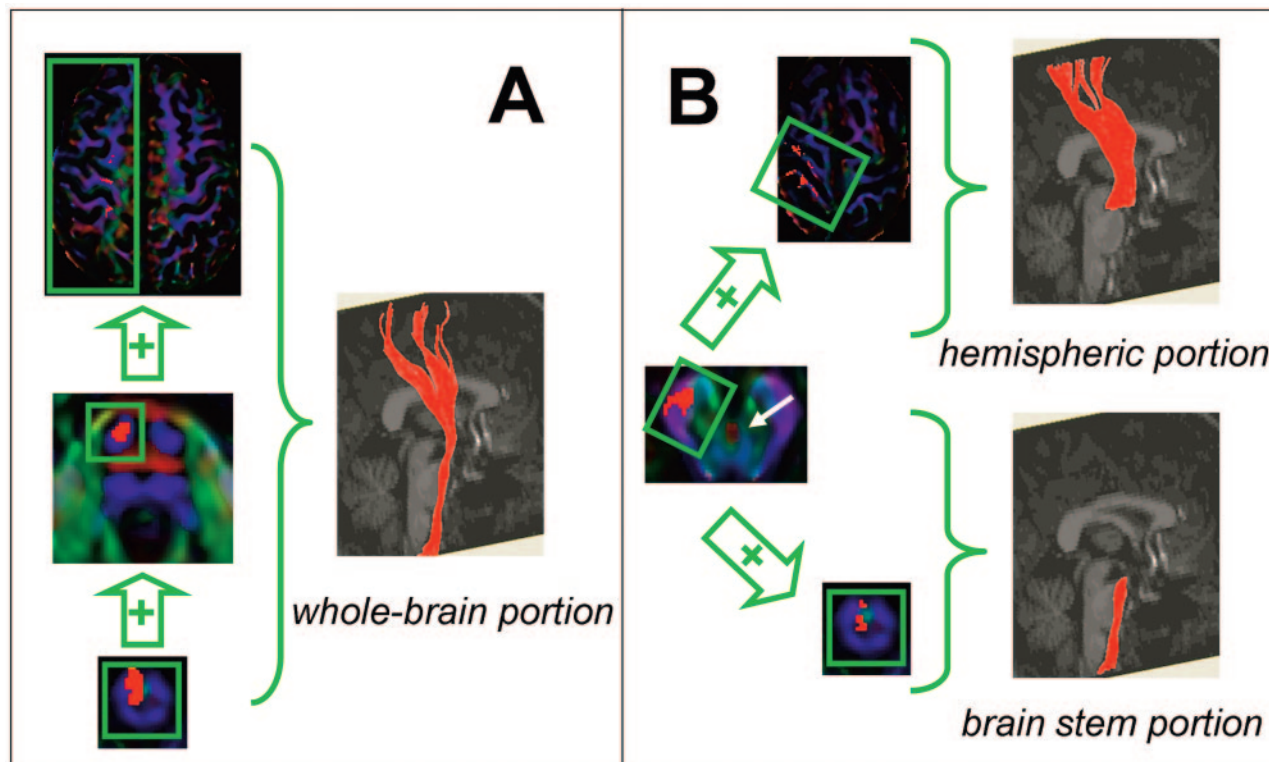 A
B
+
+
whole-brain portion
+
+
hemispheric portion
brain stem portion